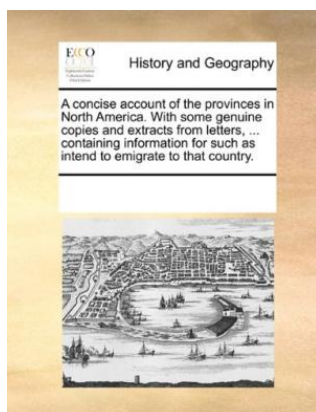 ECCO
History and Geography
A concise account of the provinces in
North America. With some genuine
copies and extracts from letters, ...
containing information for such as
intend to emigrate to that country.